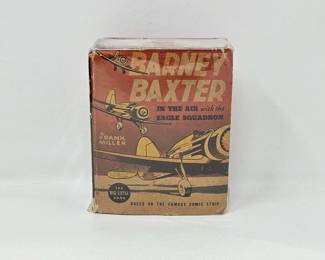 BARNEY
BAXTER
IN THE AIR with the
EAGLE SQUADRON
By
FRANK
MILLER
THE
BIG LITTLE
BOOK
BASED ON THE FAMOUS COMIC STRIP